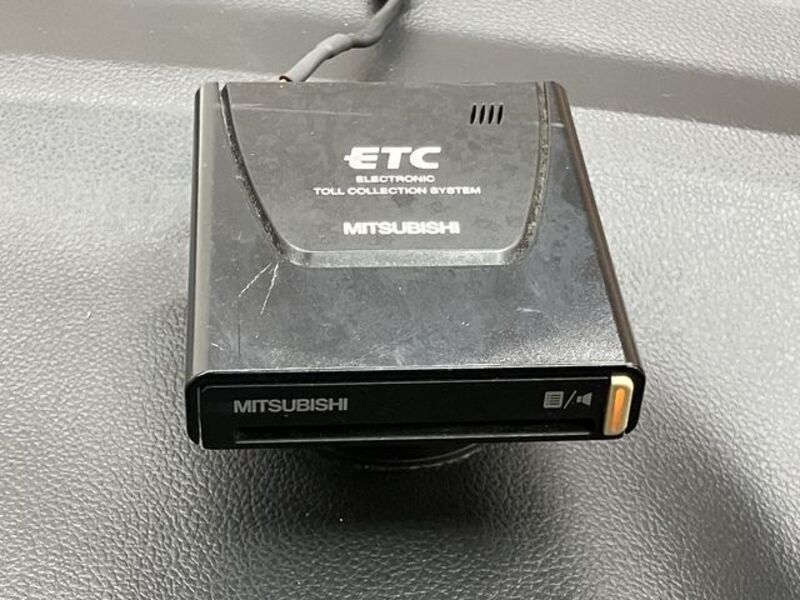 ETC
ELECTRONIC
TOLL COLLECTION SYSTEM
MITSUBISHI
MITSUBISHI
/